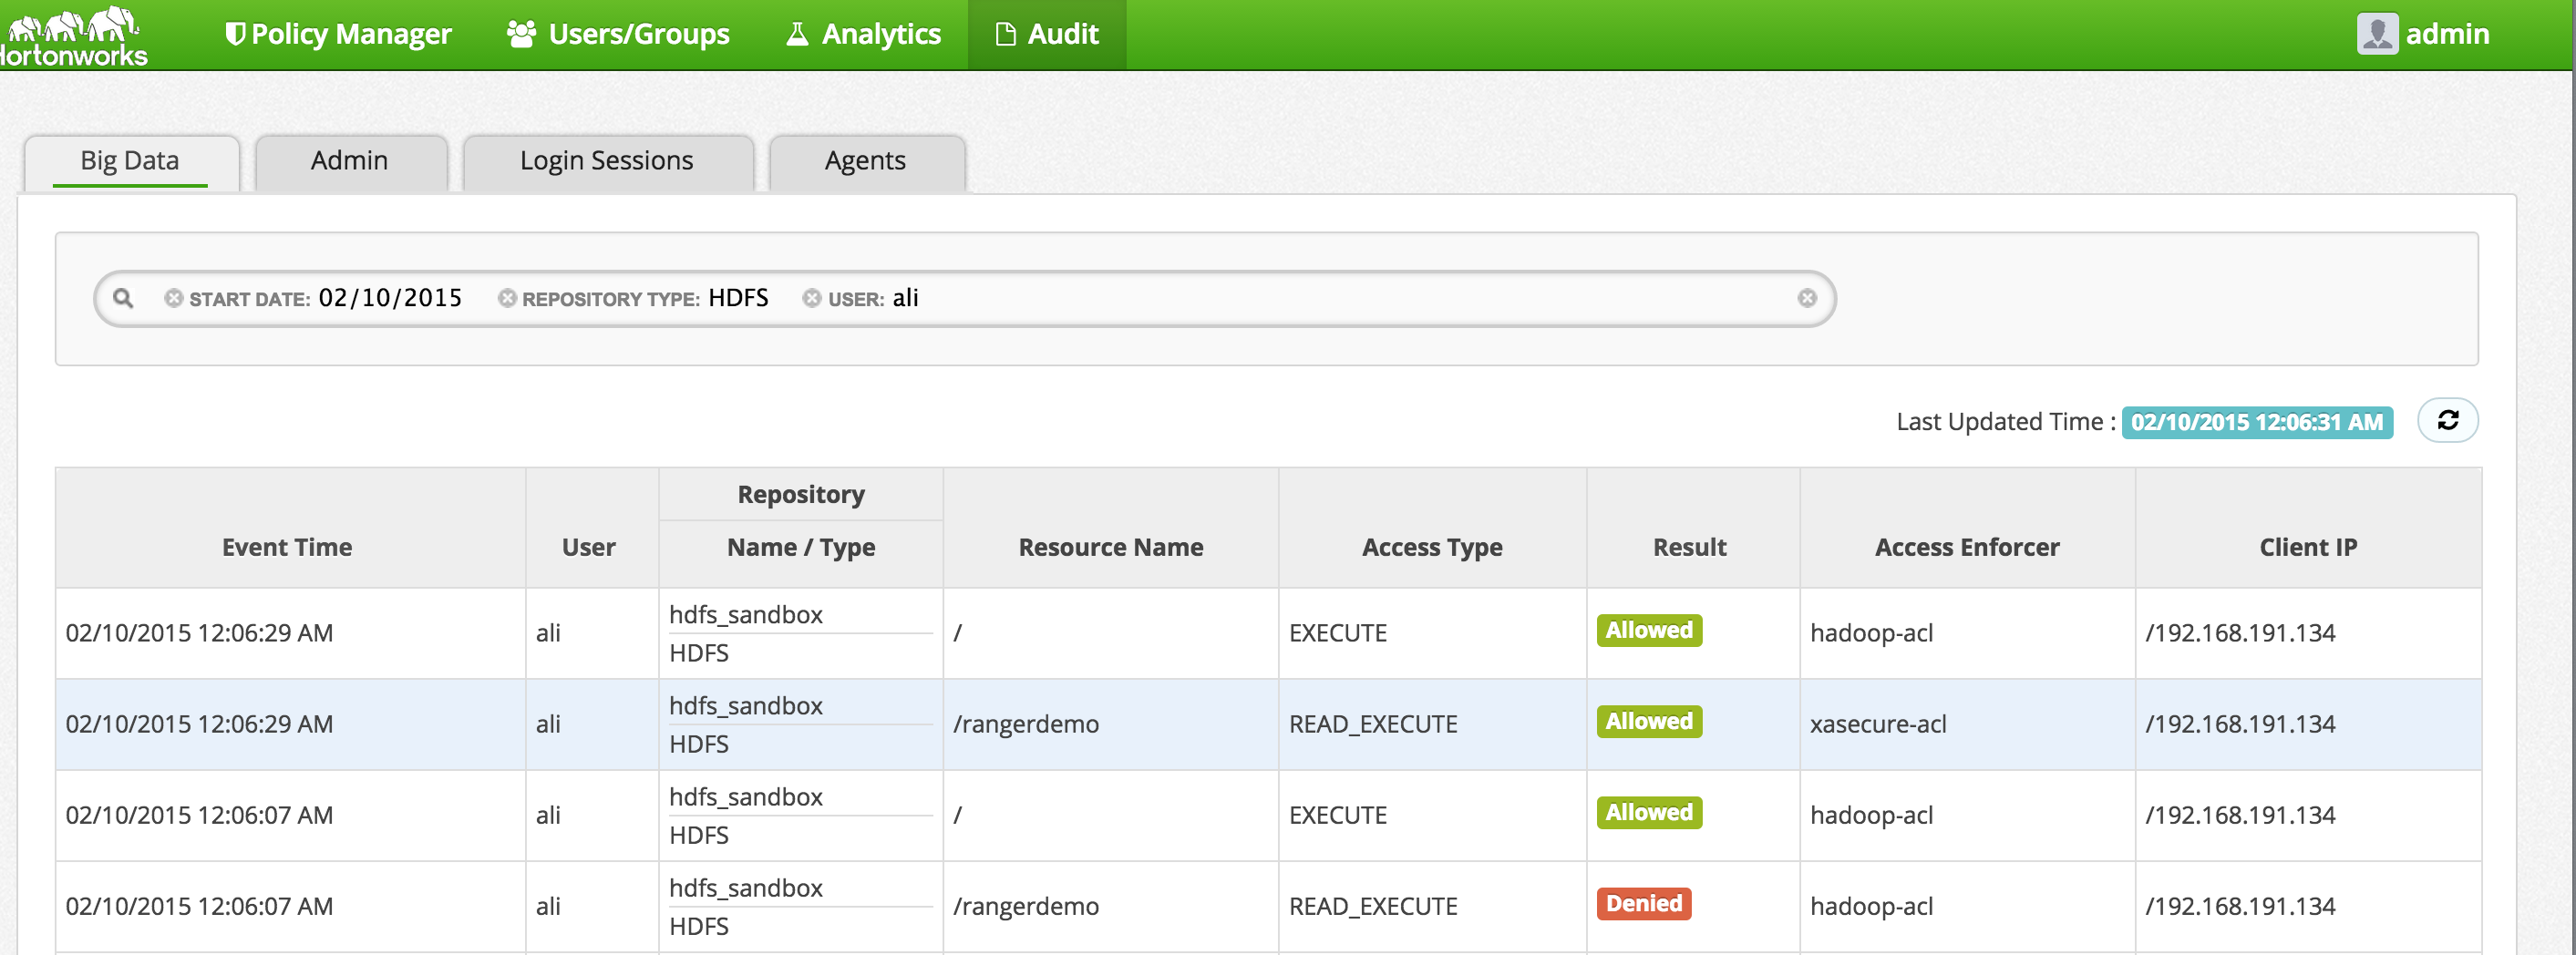 Hortonworks
Policy Manager Users/Groups Analytics Audit admin
Big Data Admin Login Sessions Agents
START DATE: 02/10/2015 REPOSITORY TYPE: HDFS USER: ali
Last Updated Time : 02/10/2015 12:06:31 AM
Repository
Event Time User Name / Type Resource Name Access Type Result Access Enforcer Client IP
02/10/2015 12:06:29 AM ali hdfs_sandbox HDFS / EXECUTE Allowed hadoop-acl /192.168.191.134
02/10/2015 12:06:29 AM ali hdfs_sandbox HDFS /rangerdemo READ_EXECUTE Allowed xasecure-acl /192.168.191.134
02/10/2015 12:06:07 AM ali hdfs_sandbox HDFS / EXECUTE Allowed hadoop-acl /192.168.191.134
02/10/2015 12:06:07 AM ali hdfs_sandbox HDFS /rangerdemo READ_EXECUTE Denied hadoop-acl /192.168.191.134